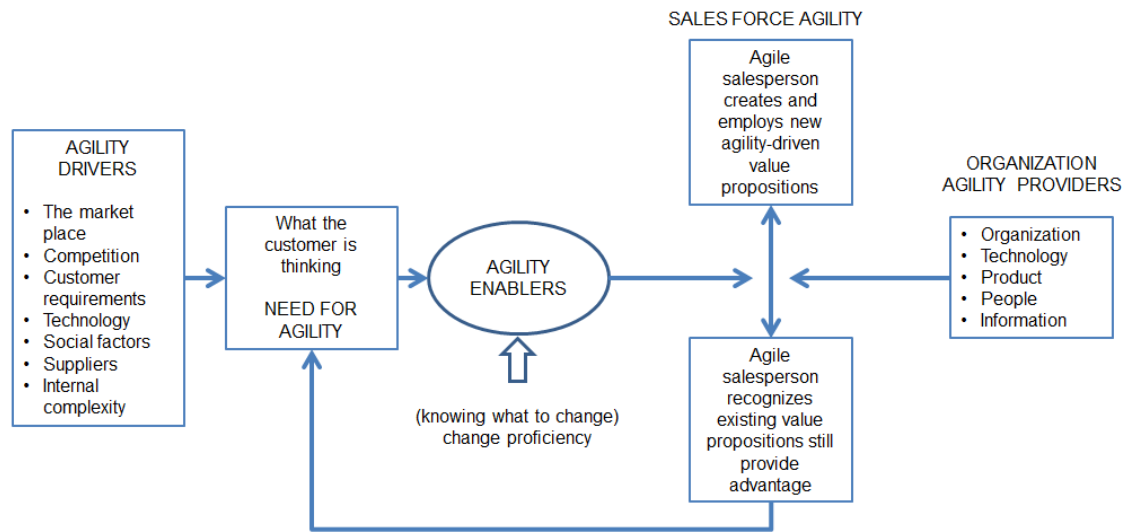 AGILITY
DRIVERS
• The market
place
• Competition
• Customer
requirements
• Technology
• Social factors
• Suppliers
• Internal
complexity
What the
customer is
thinking
NEED FOR
AGILITY
AGILITY
ENABLERS
(knowing what to change)
change proficiency
SALES FORCE AGILITY
Agile
salesperson
creates and
employs new
agility-driven
value
propositions
Agile
salesperson
recognizes
existing value
propositions still
provide
advantage
ORGANIZATION
AGILITY PROVIDERS
• Organization
• Technology
• Product
• People
• Information